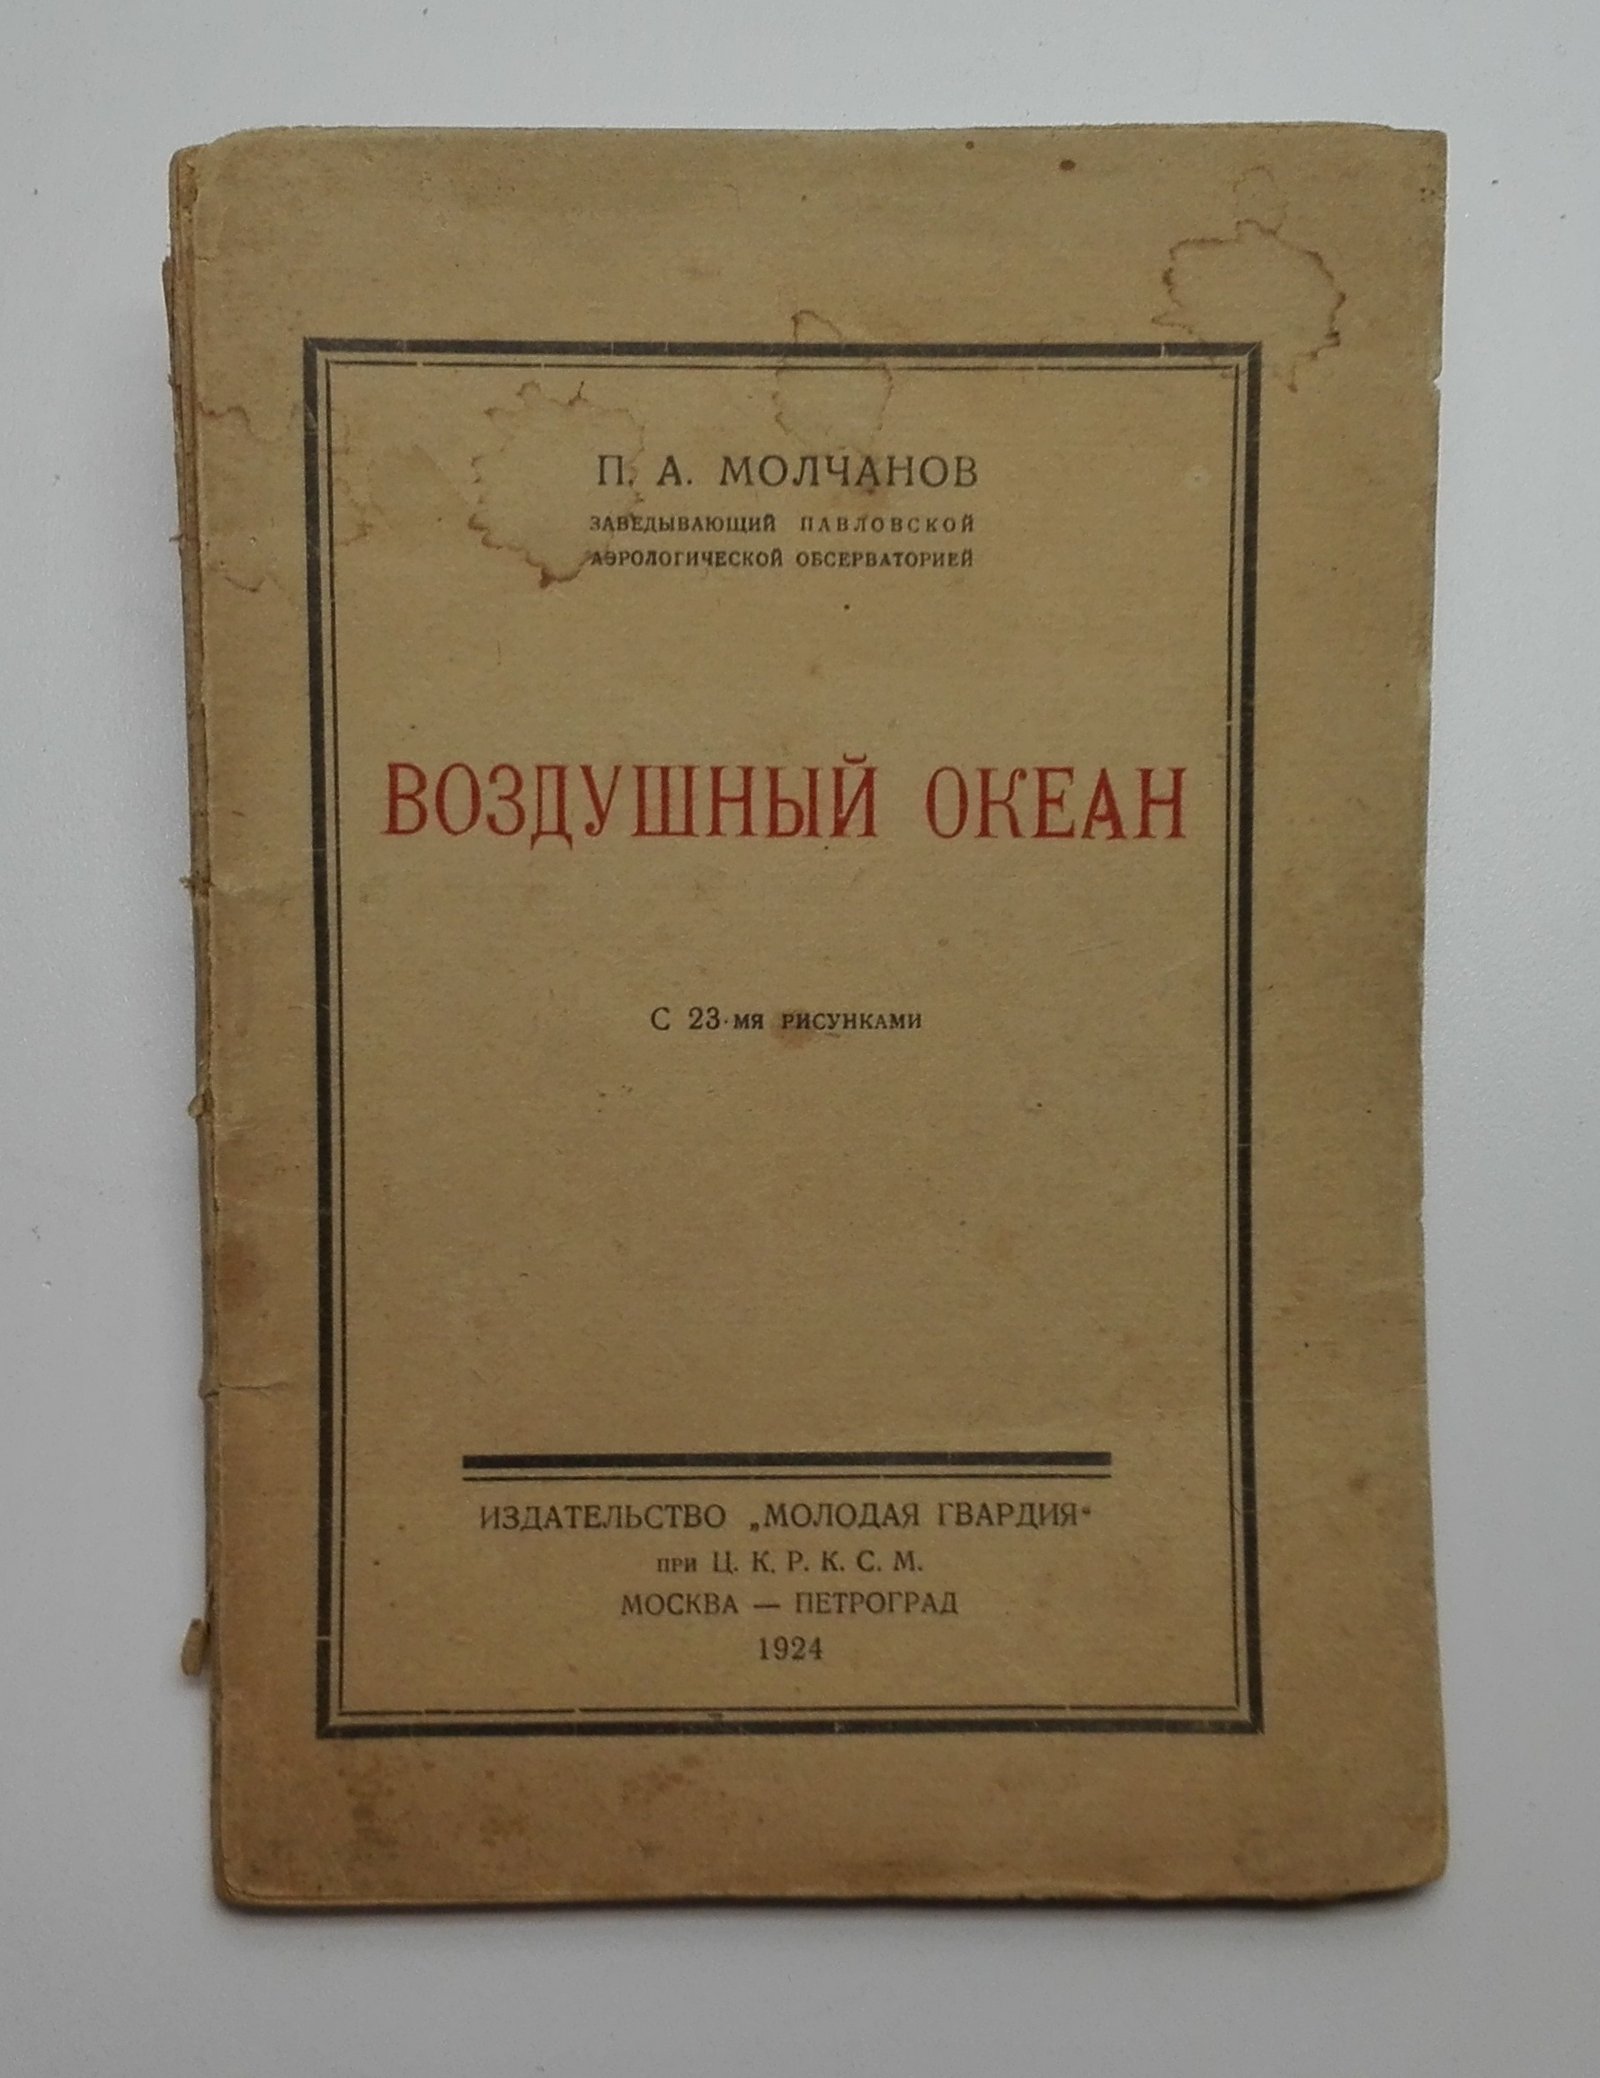 П. А. МОЛЧАНОВ
ЗАВЕДЫВАЮЩИЙ ПАВЛОВСКОЙ
АЭРОЛОГИЧЕСКОЙ ОБСЕРВАТОРИЕЙ
ВОЗДУШНЫЙ ОКЕАН
С 23-МЯ РИСУНКАМИ
ИЗДАТЕЛЬСТВО „МОЛОДАЯ ГВАРДИЯ“
ПРИ Ц. К. Р. К. С. М.
МОСКВА — ПЕТРОГРАД
1924